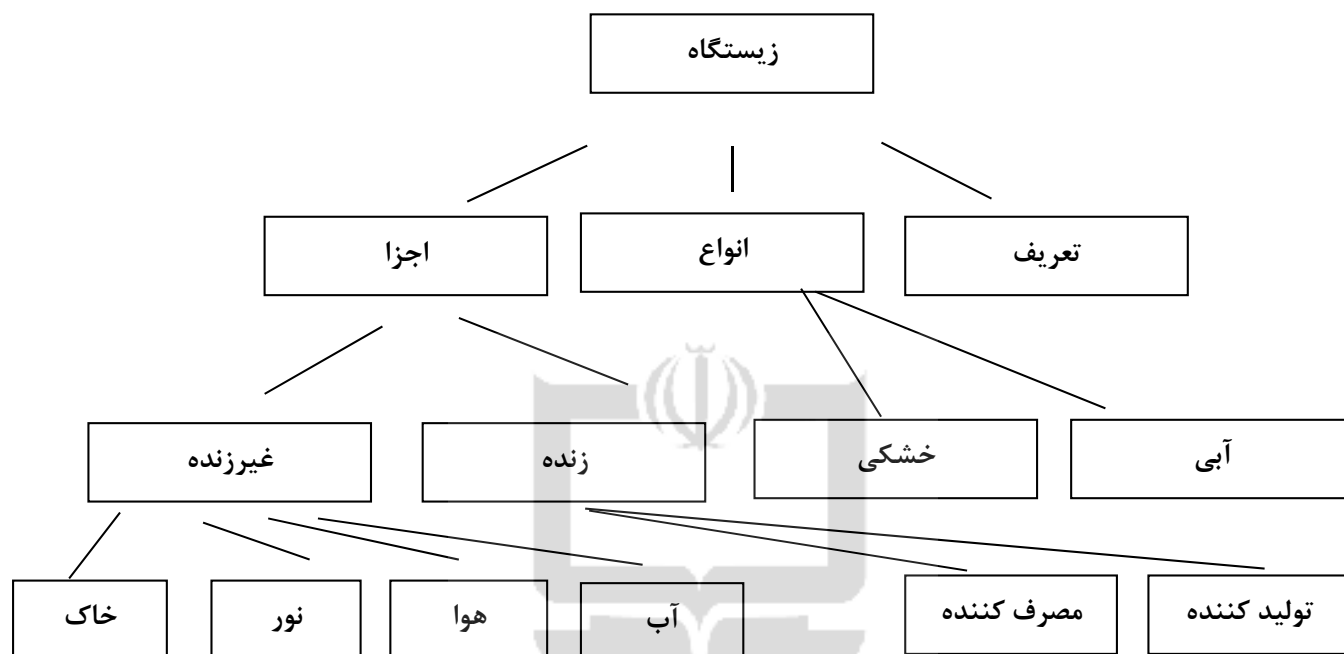 زیستگاه
تعریف
انواع
اجزا
آبی
خشکی
زنده
غیرزنده
تولید کننده
مصرف کننده
آب
هوا
نور
خاک